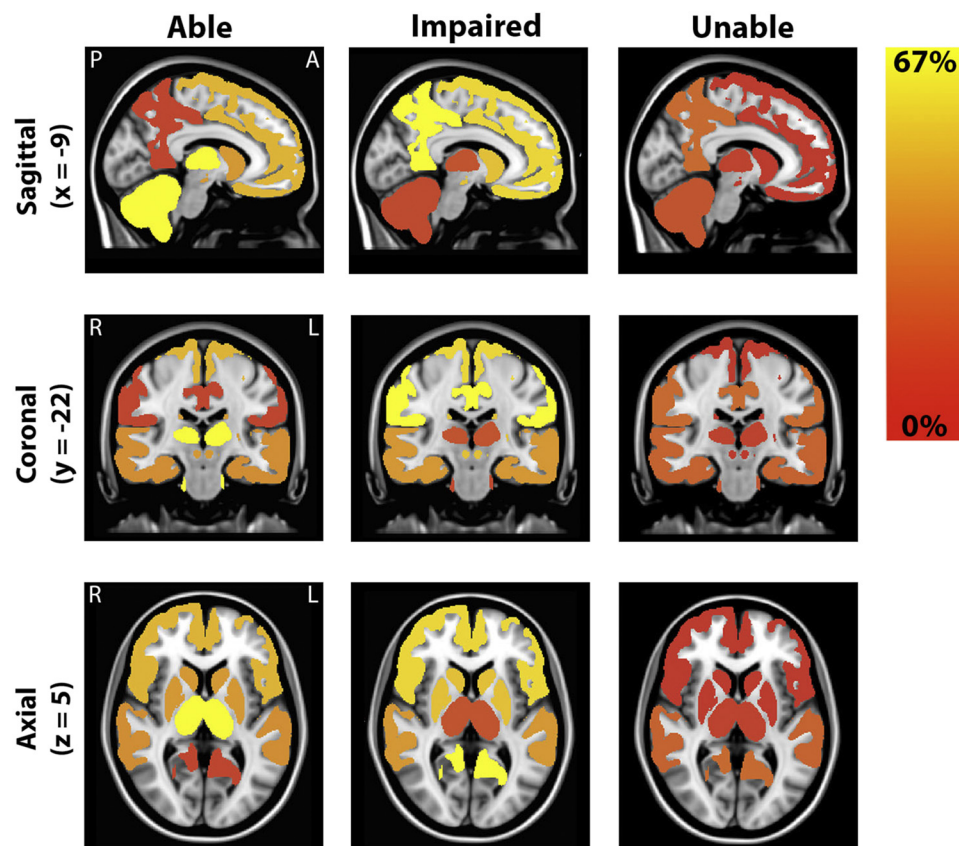 Able Impaired Unable
P A
67%
Sagittal
(x = -9)
R L
0%
Coronal
(y = -22)
R L
Axial
(z = 5)